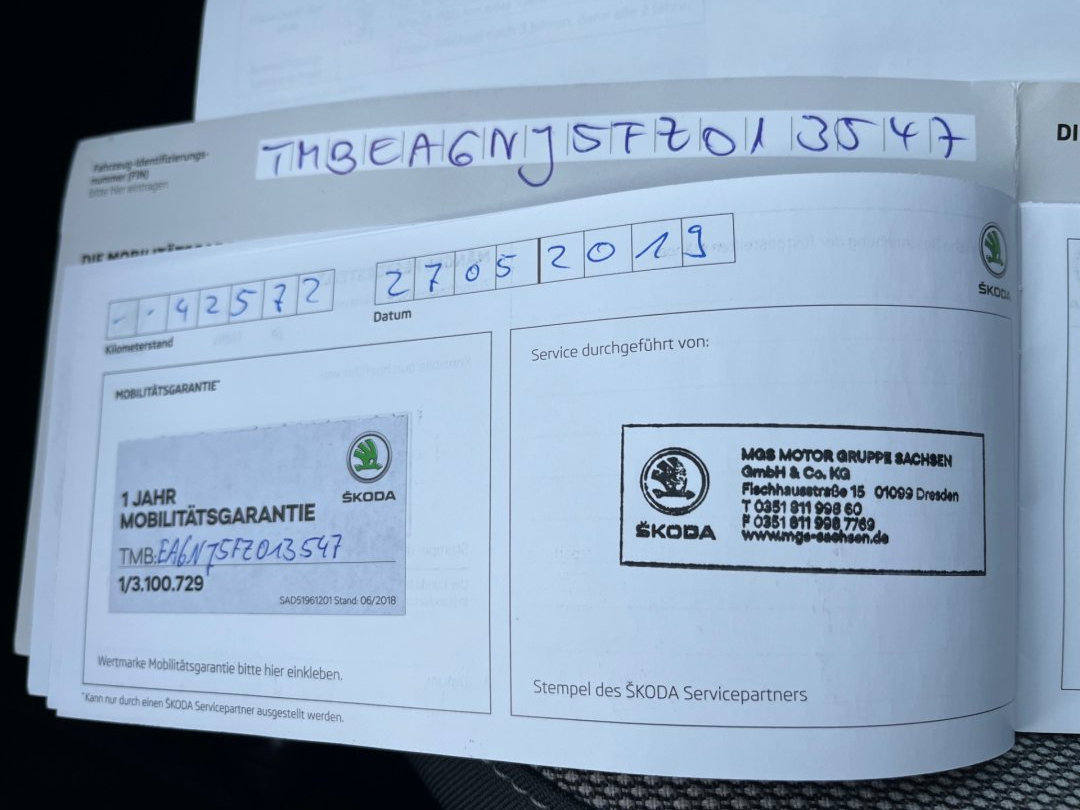 Fahrzeug-Identifizierungs-
nummer (FIN)
bitte hier eintragen
TMBEA6NJ5FZ013547
DI
DIE MOBILITÄTSGARANTIE
--42572
Kilometerstand
27052019
Datum
ŠKODA
MOBILITÄTSGARANTIE*
ŠKODA
1 JAHR
MOBILITÄTSGARANTIE
TMB:EA6NJ5FZ013547
1/3.100.729
SAD51961201 Stand: 06/2018
Wertmarke Mobilitätsgarantie bitte hier einkleben.
*Kann nur durch einen ŠKODA Servicepartner ausgestellt werden.
Service durchgeführt von:
ŠKODA
MGS MOTOR GRUPPE SACHSEN
GmbH & Co. KG
Fischhausstraße 15 01099 Dresden
T 0351 811 998 60
F 0351 811 998 7769
www.mgs-sachsen.de
Stempel des ŠKODA Servicepartners